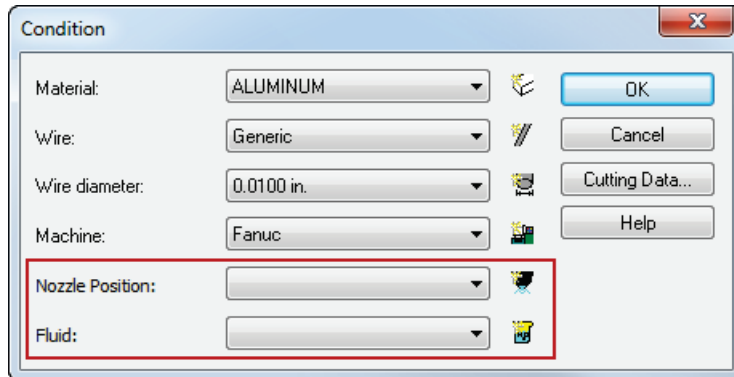 Condition
Material: ALUMINUM OK
Wire: Generic Cancel
Wire diameter: 0.0100 in. Cutting Data...
Machine: Fanuc Help
Nozzle Position:
Fluid: